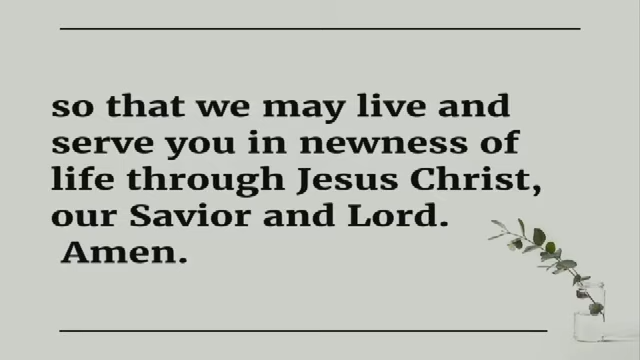 so that we may live and
serve you in newness of
life through Jesus Christ,
our Savior and Lord.
Amen.